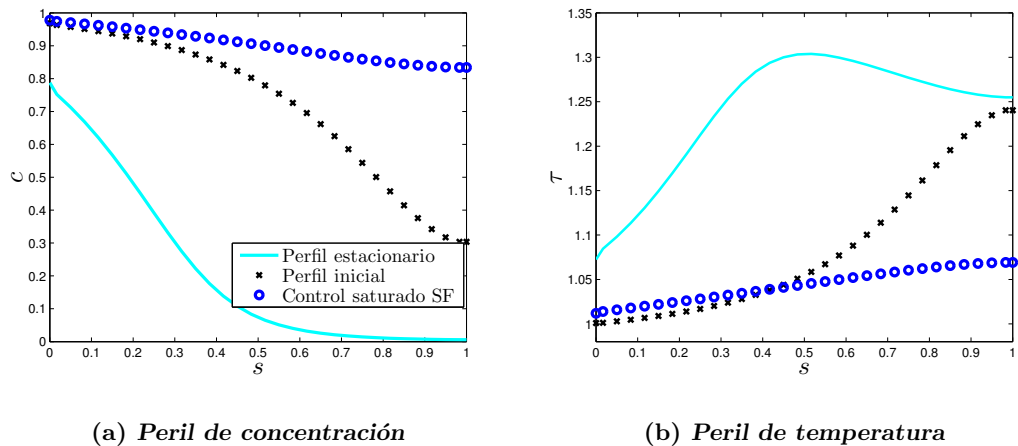 1
0.9
0.8
0.7
0.6
0.5
0.4
0.3
0.2
0.1
0
c
0 0.1 0.2 0.3 0.4 0.5 0.6 0.7 0.8 0.9 1
s
Perfil estacionario
Perfil inicial
Control saturado SF
1.35
1.3
1.25
1.2
1.15
1.1
1.05
1
τ
0 0.1 0.2 0.3 0.4 0.5 0.6 0.7 0.8 0.9 1
s
(a) Peril de concentración
(b) Peril de temperatura